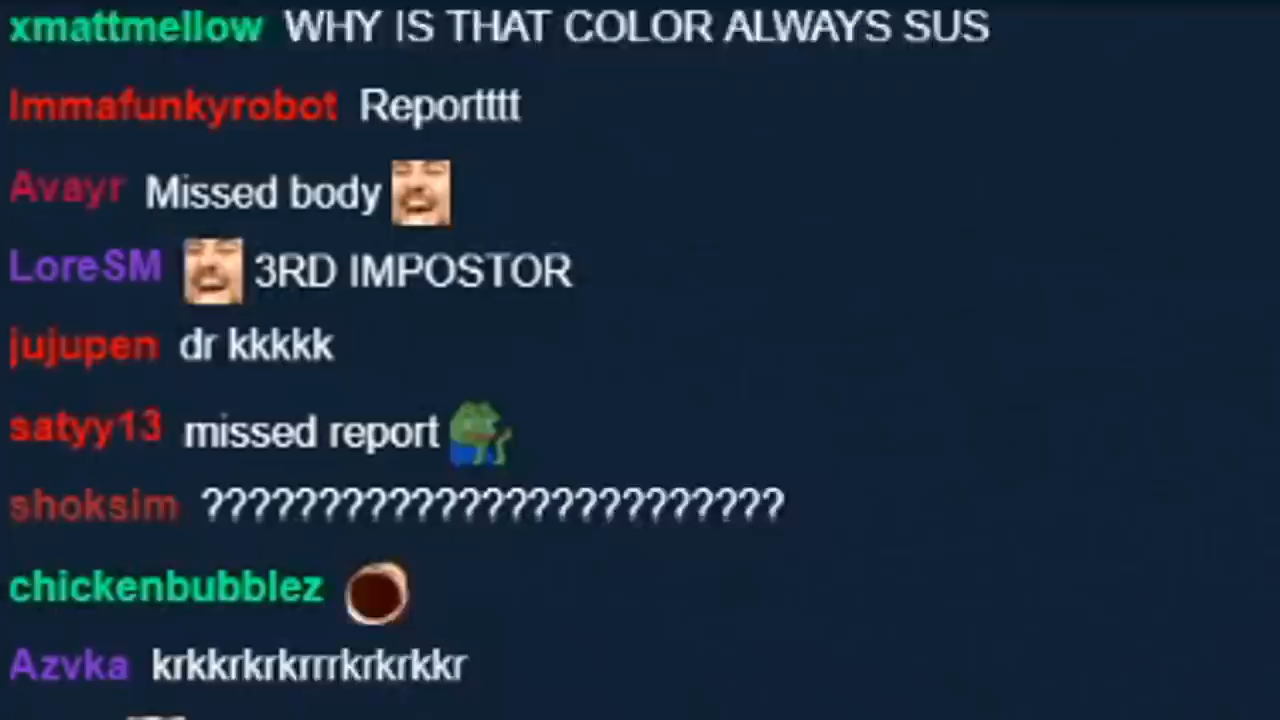 xmattmellow WHY IS THAT COLOR ALWAYS SUS
Immafunkyrobot Reportttt
Avayr Missed body
LoreSM 3RD IMPOSTOR
jujupen dr kkkkk
satyy13 missed report
shoksim ????????????????????????
chickenbubblez
Azvka krkkrkrkrrrkrkrkkr